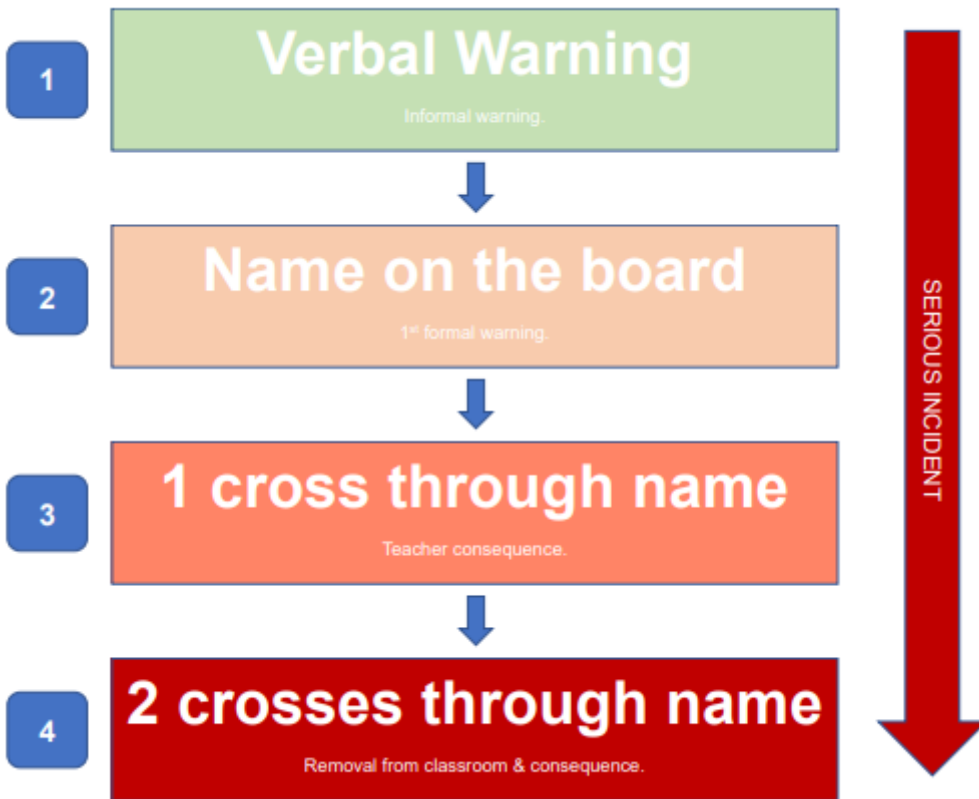 1
Verbal Warning
Informal warning.
2
Name on the board
1st formal warning.
3
1 cross through name
Teacher consequence.
4
2 crosses through name
Removal from classroom & consequence.
SERIOUS INCIDENT